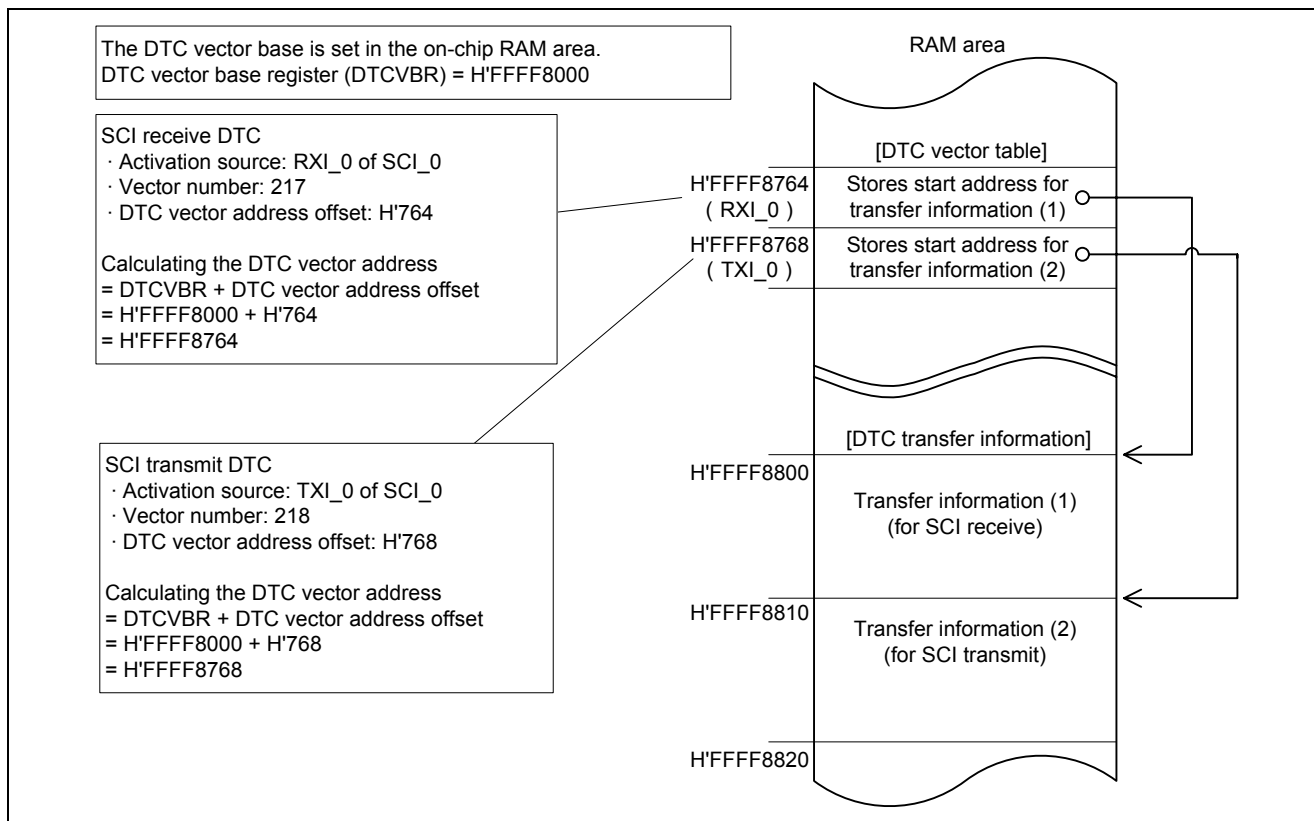 The DTC vector base is set in the on-chip RAM area.
DTC vector base register (DTCVBR) = H'FFFF8000
SCI receive DTC
· Activation source: RXI_0 of SCI_0
· Vector number: 217
· DTC vector address offset: H'764
Calculating the DTC vector address
= DTCVBR + DTC vector address offset
= H'FFFF8000 + H'764
= H'FFFF8764
SCI transmit DTC
· Activation source: TXI_0 of SCI_0
· Vector number: 218
· DTC vector address offset: H'768
Calculating the DTC vector address
= DTCVBR + DTC vector address offset
= H'FFFF8000 + H'768
= H'FFFF8768
RAM area
[DTC vector table]
H'FFFF8764
( RXI_0 )
Stores start address for
transfer information (1)
H'FFFF8768
( TXI_0 )
Stores start address for
transfer information (2)
[DTC transfer information]
H'FFFF8800
Transfer information (1)
(for SCI receive)
H'FFFF8810
Transfer information (2)
(for SCI transmit)
H'FFFF8820